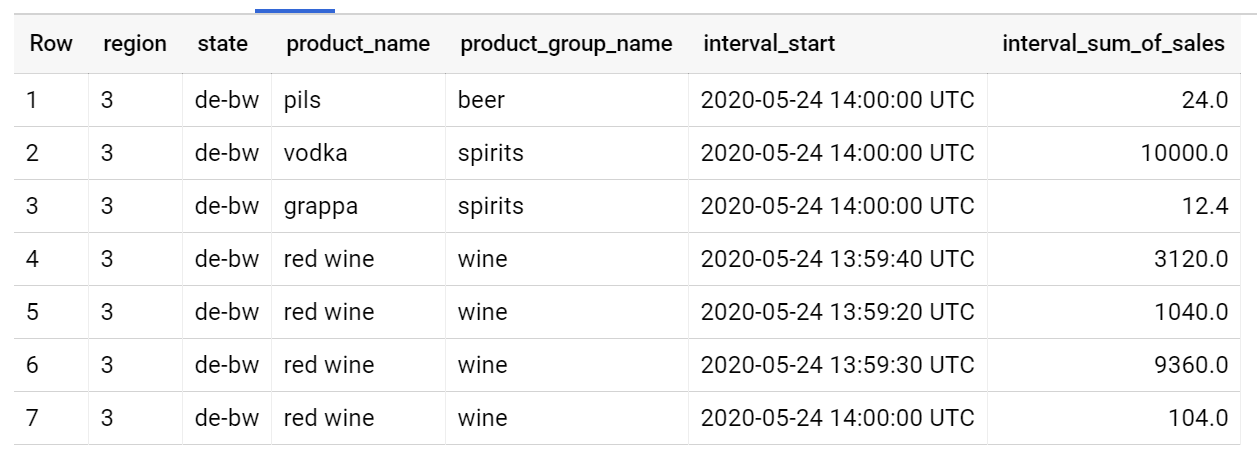 Row region state product_name product_group_name interval_start interval_sum_of_sales
1 3 de-bw pils beer 2020-05-24 14:00:00 UTC 24.0
2 3 de-bw vodka spirits 2020-05-24 14:00:00 UTC 10000.0
3 3 de-bw grappa spirits 2020-05-24 14:00:00 UTC 12.4
4 3 de-bw red wine wine 2020-05-24 13:59:40 UTC 3120.0
5 3 de-bw red wine wine 2020-05-24 13:59:20 UTC 1040.0
6 3 de-bw red wine wine 2020-05-24 13:59:30 UTC 9360.0
7 3 de-bw red wine wine 2020-05-24 14:00:00 UTC 104.0